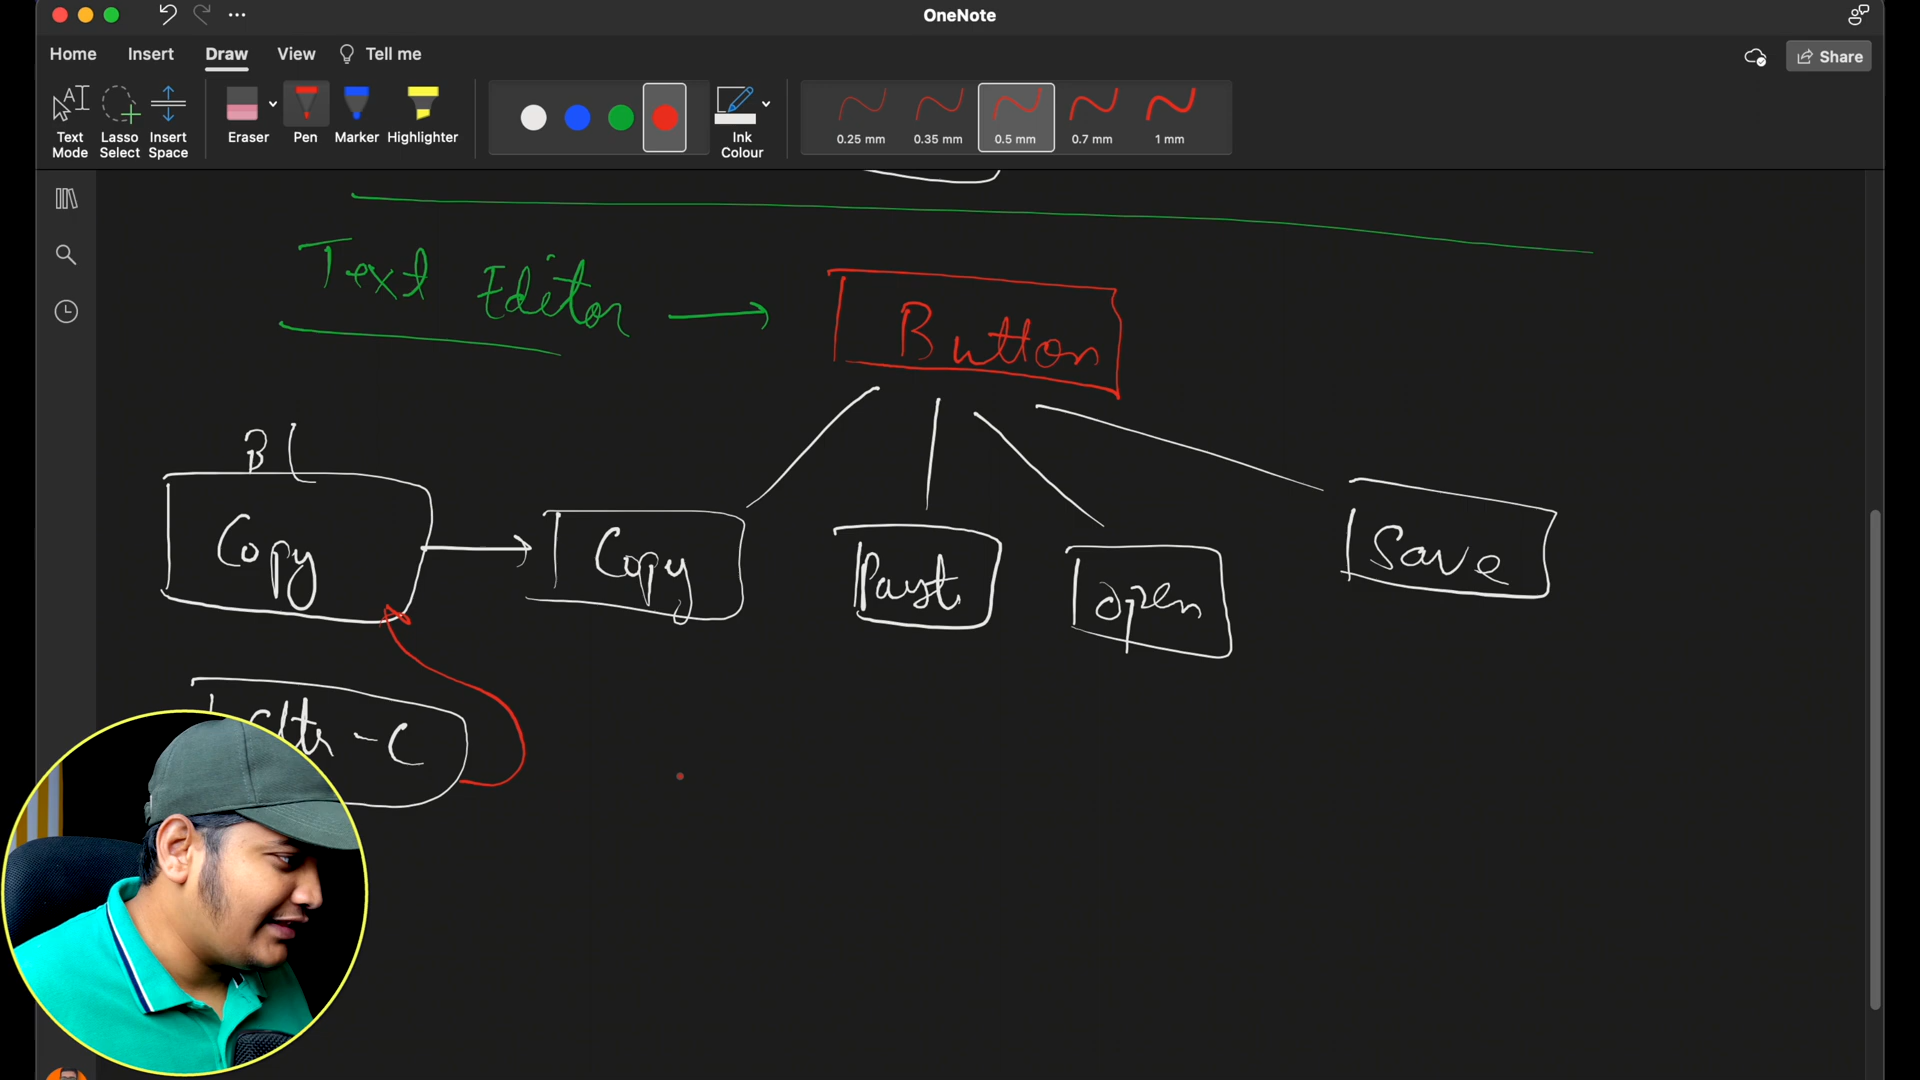 OneNote
Home Insert Draw View Tell me
Share
Text Mode
Lasso Select
Insert Space
Eraser
Pen
Marker
Highlighter
Ink Colour
0.25 mm
0.35 mm
0.5 mm
0.7 mm
1 mm
Text Editor
Button
Copy
Copy
Past
open
Save
- C